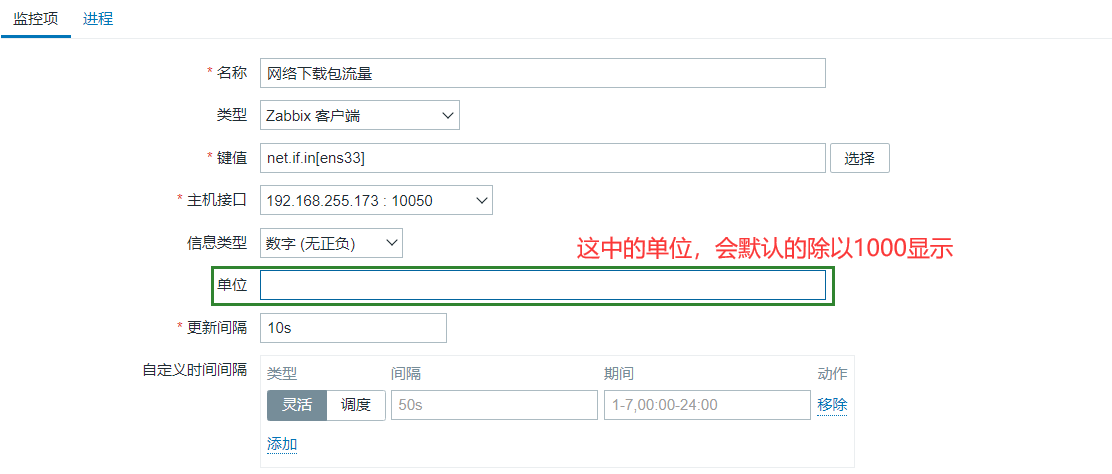 监控项 进程
* 名称 网络下载包流量
类型 Zabbix 客户端
* 键值 net.if.in[ens33] 选择
* 主机接口 192.168.255.173 : 10050
信息类型 数字 (无正负)
这中的单位，会默认的除以1000显示
单位
* 更新间隔 10s
自定义时间间隔 类型 间隔 期间 动作
灵活 调度 50s 1-7,00:00-24:00 移除
添加